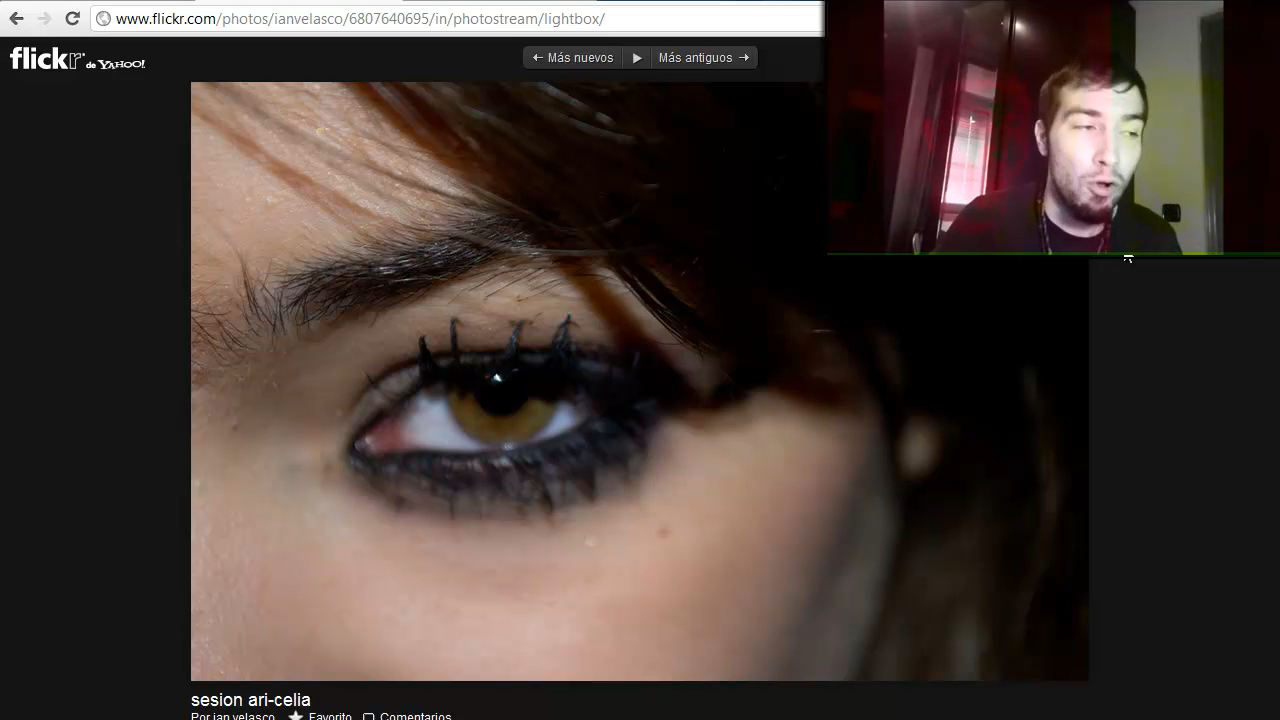 www.flickr.com/photos/ianvelasco/6807640695/in/photostream/lightbox/
flickr de YAHOO!
← Más nuevos ▶ Más antiguos →
sesion ari-celia
Por ian velasco ★ Favorito Comentarios